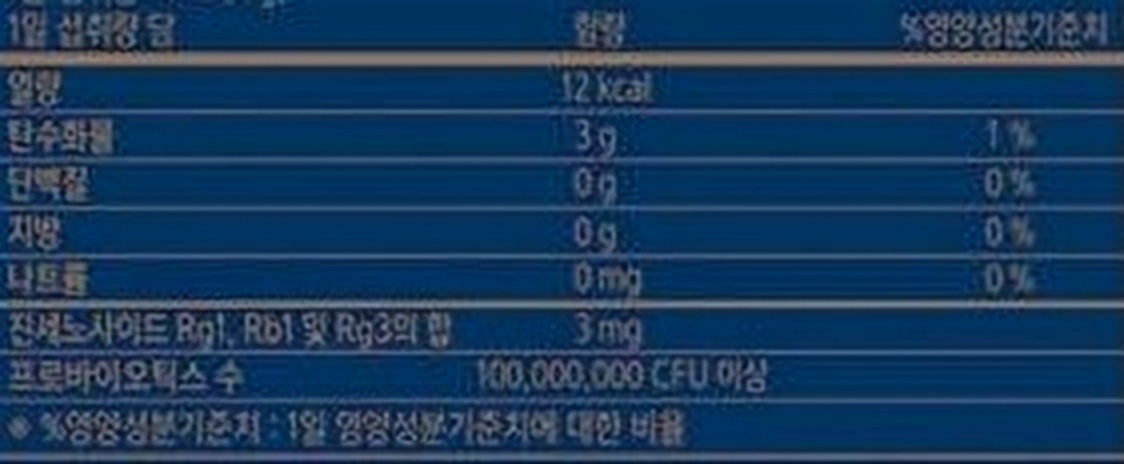 1일 섭취량 당 함량 %영양성분기준치
열량 12 kcal
탄수화물 3 g 1 %
단백질 0 g 0 %
지방 0 g 0 %
나트륨 0 mg 0 %
진세노사이드 Rg1, Rb1 및 Rg3의 합 3 mg
프로바이오틱스 수 100,000,000 CFU 이상
※ %영양성분기준치 : 1일 영양성분기준치에 대한 비율